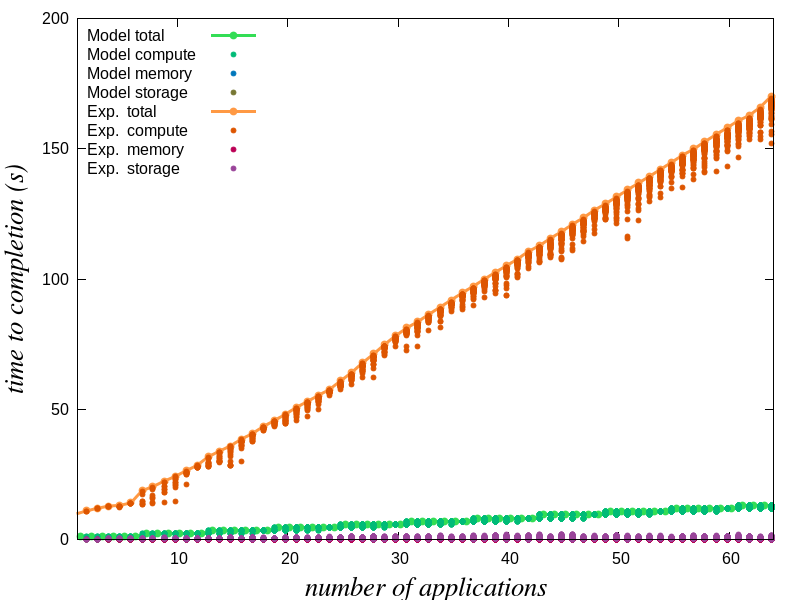 200
150
100
50
0
Model total
Model compute
Model memory
Model storage
Exp. total
Exp. compute
Exp. memory
Exp. storage
time to completion (s)
10 20 30 40 50 60
number of applications